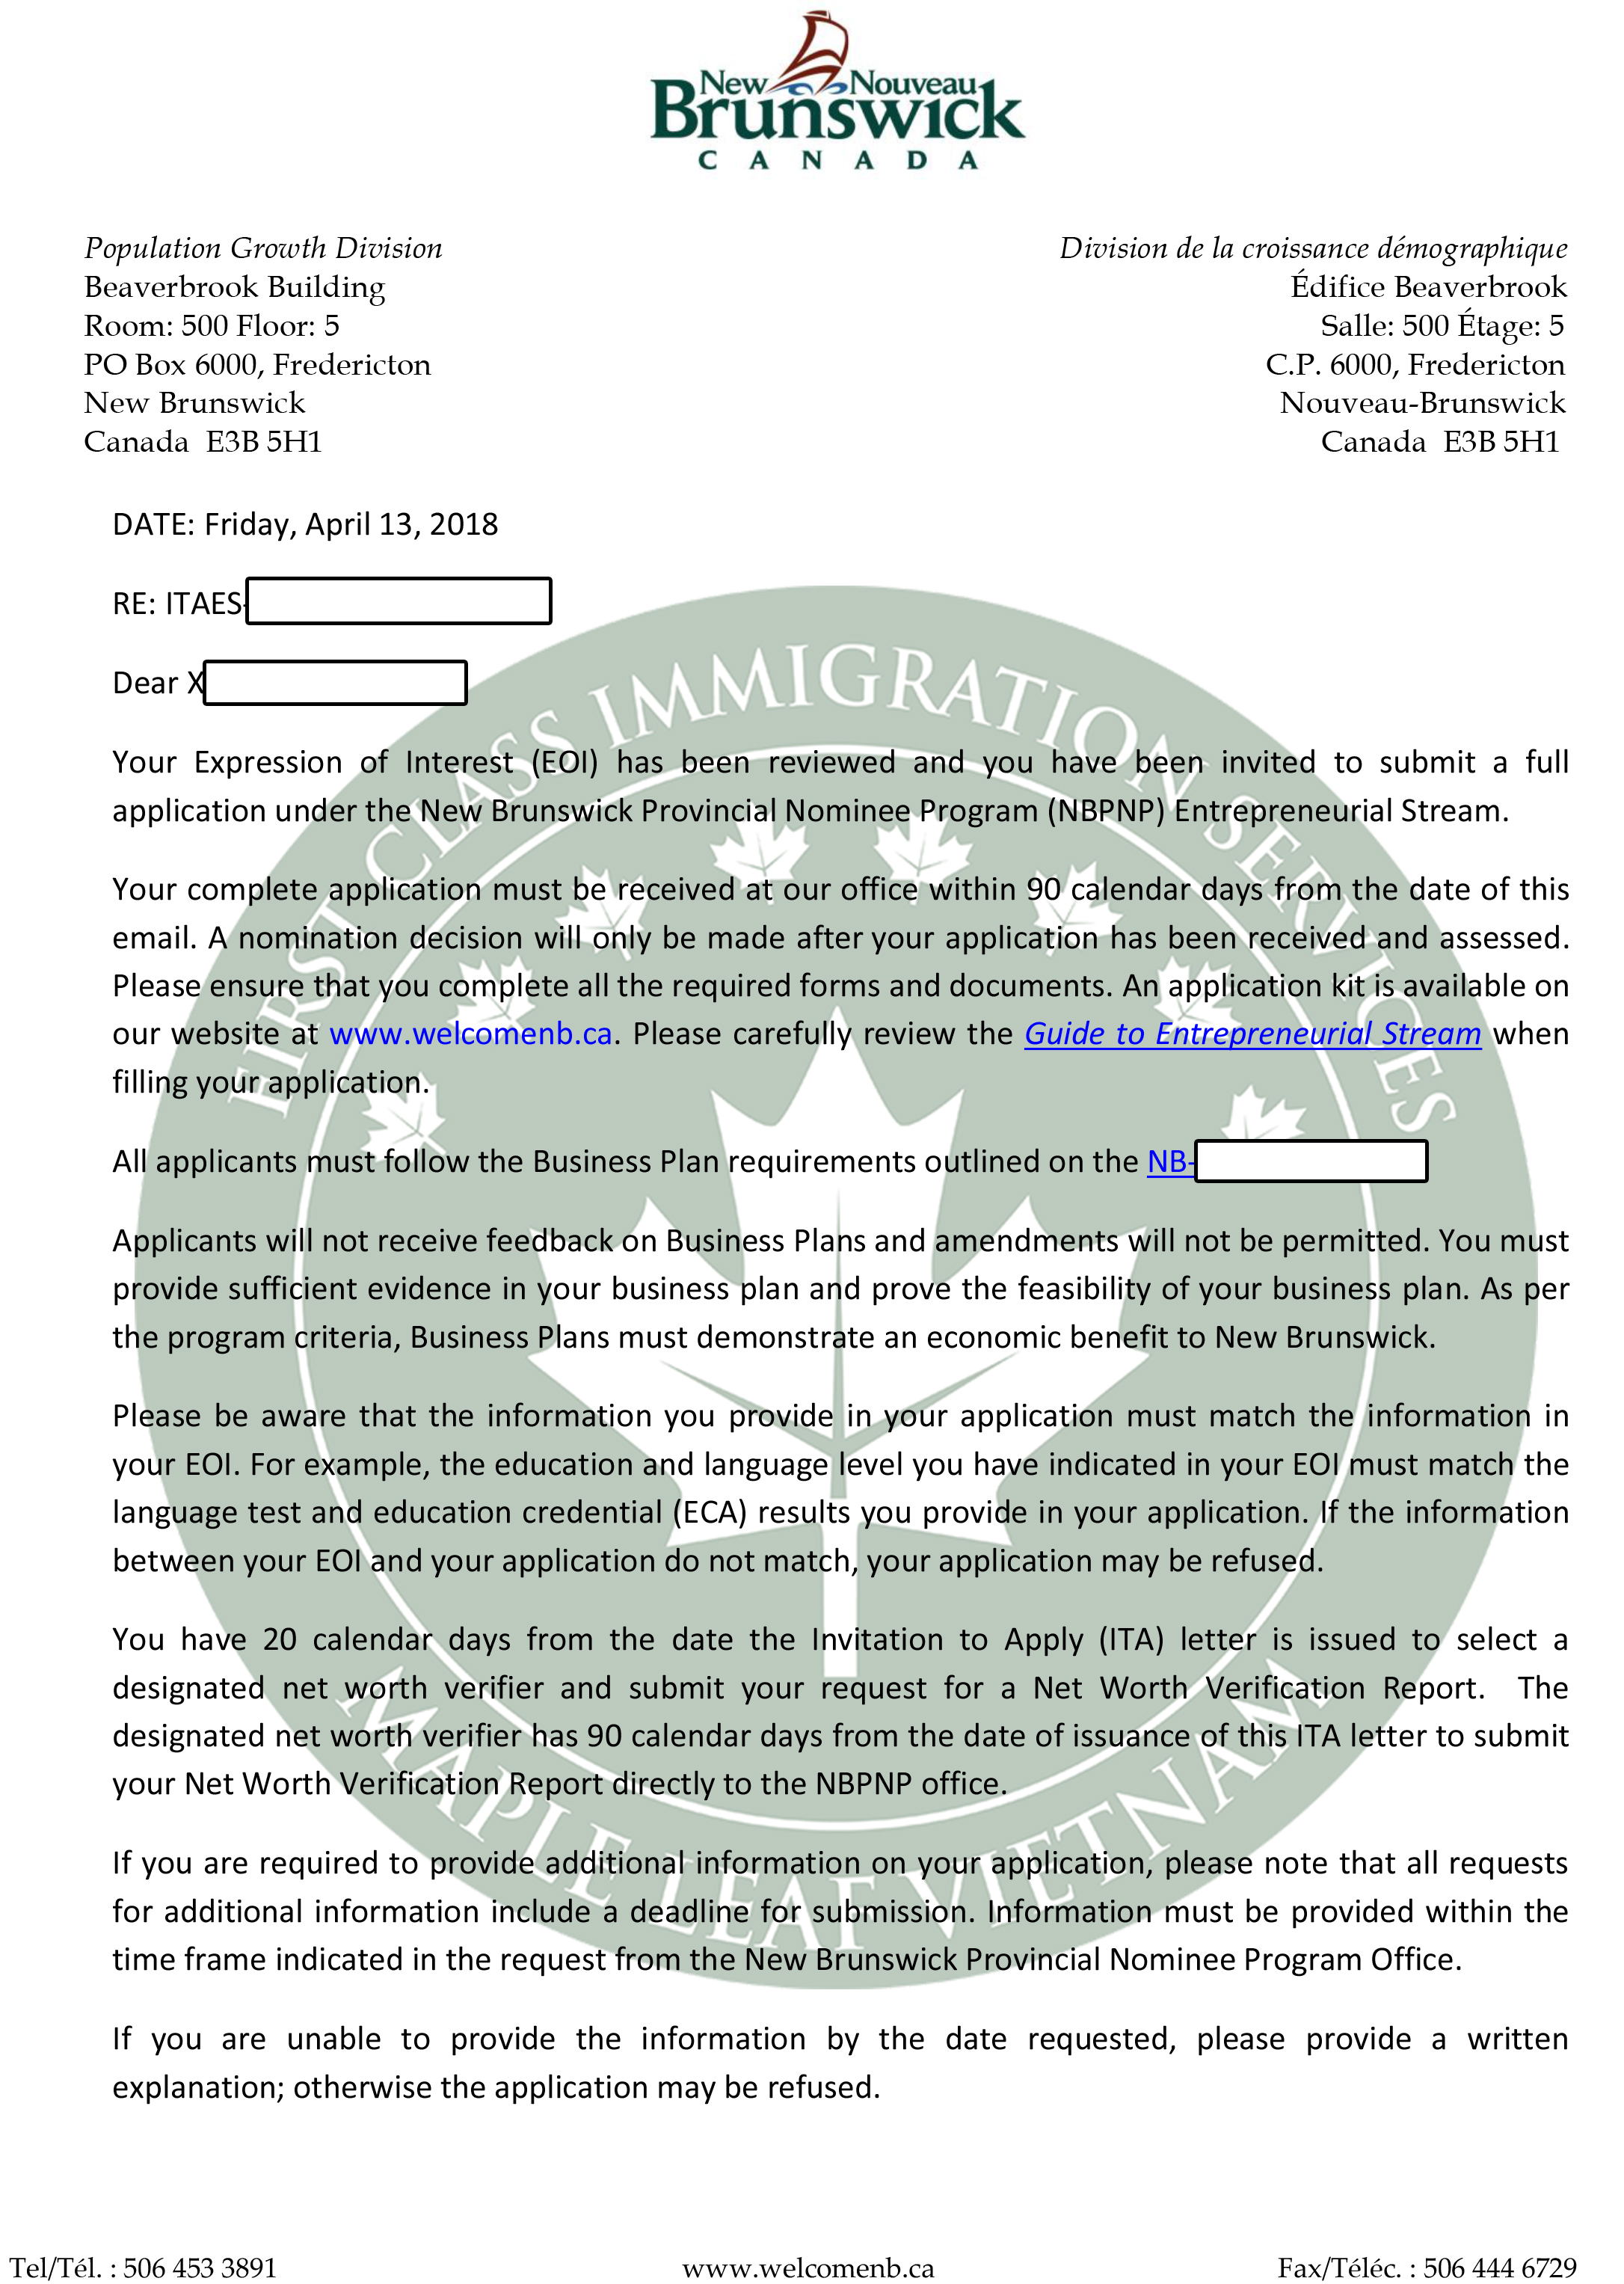 New Nouveau
Brunswick
CANADA
Population Growth Division
Beaverbrook Building
Room: 500 Floor: 5
PO Box 6000, Fredericton
New Brunswick
Canada E3B 5H1
Division de la croissance démographique
Édifice Beaverbrook
Salle: 500 Étage: 5
C.P. 6000, Fredericton
Nouveau-Brunswick
Canada E3B 5H1
DATE: Friday, April 13, 2018
RE: ITAES-
Dear X
FIRST CLASS IMMIGRATION SERVICES
Your Expression of Interest (EOI) has been reviewed and you have been invited to submit a full
application under the New Brunswick Provincial Nominee Program (NBPNP) Entrepreneurial Stream.
Your complete application must be received at our office within 90 calendar days from the date of this
email. A nomination decision will only be made after your application has been received and assessed.
Please ensure that you complete all the required forms and documents. An application kit is available on
our website at www.welcomenb.ca. Please carefully review the Guide to Entrepreneurial Stream when
filling your application.
All applicants must follow the Business Plan requirements outlined on the NB-
Applicants will not receive feedback on Business Plans and amendments will not be permitted. You must
provide sufficient evidence in your business plan and prove the feasibility of your business plan. As per
the program criteria, Business Plans must demonstrate an economic benefit to New Brunswick.
Please be aware that the information you provide in your application must match the information in
your EOI. For example, the education and language level you have indicated in your EOI must match the
language test and education credential (ECA) results you provide in your application. If the information
between your EOI and your application do not match, your application may be refused.
You have 20 calendar days from the date the Invitation to Apply (ITA) letter is issued to select a
designated net worth verifier and submit your request for a Net Worth Verification Report. The
designated net worth verifier has 90 calendar days from the date of issuance of this ITA letter to submit
your Net Worth Verification Report directly to the NBPNP office.
MAPLE LEAF VIETNAM
If you are required to provide additional information on your application, please note that all requests
for additional information include a deadline for submission. Information must be provided within the
time frame indicated in the request from the New Brunswick Provincial Nominee Program Office.
If you are unable to provide the information by the date requested, please provide a written
explanation; otherwise the application may be refused.
Tel/Tél. : 506 453 3891
www.welcomenb.ca
Fax/Téléc. : 506 444 6729